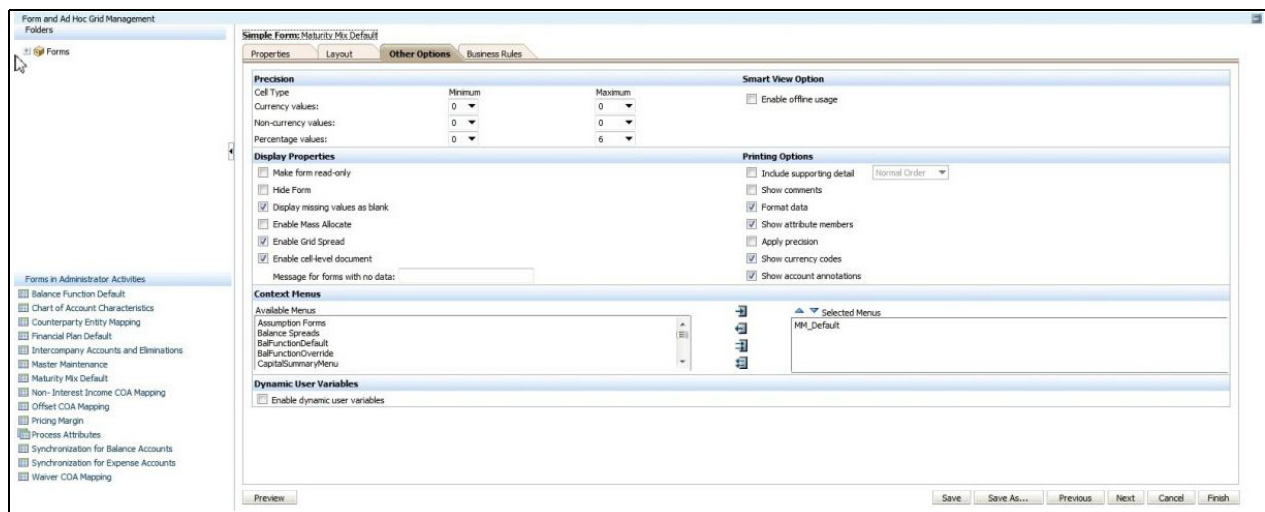 Form and Ad Hoc Grid Management
Folders
Forms
Forms in Administrator Activities
Balance Function Default
Chart of Account Characteristics
Counterparty Entity Mapping
Financial Plan Default
Intercompany Accounts and Eliminations
Master Maintenance
Maturity Mix Default
Non- Interest Income COA Mapping
Offset COA Mapping
Pricing Margin
Process Attributes
Synchronization for Balance Accounts
Synchronization for Expense Accounts
Waiver COA Mapping
Simple Form: Maturity Mix Default
Properties Layout Other Options Business Rules
Precision
Cell Type Minimum Maximum
Currency values: 0 0
Non-currency values: 0 0
Percentage values: 0 6
Smart View Option
Enable offline usage
Display Properties
Make form read-only
Hide Form
Display missing values as blank
Enable Mass Allocate
Enable Grid Spread
Enable cell-level document
Message for forms with no data:
Printing Options
Include supporting detail Normal Order
Show comments
Format data
Show attribute members
Apply precision
Show currency codes
Show account annotations
Context Menus
Available Menus
Assumption Forms
Balance Spreads
BalFunctionDefault
BalFunctionOverride
CapitalSummaryMenu
Selected Menus
MM_Default
Dynamic User Variables
Enable dynamic user variables
Preview Save Save As... Previous Next Cancel Finish